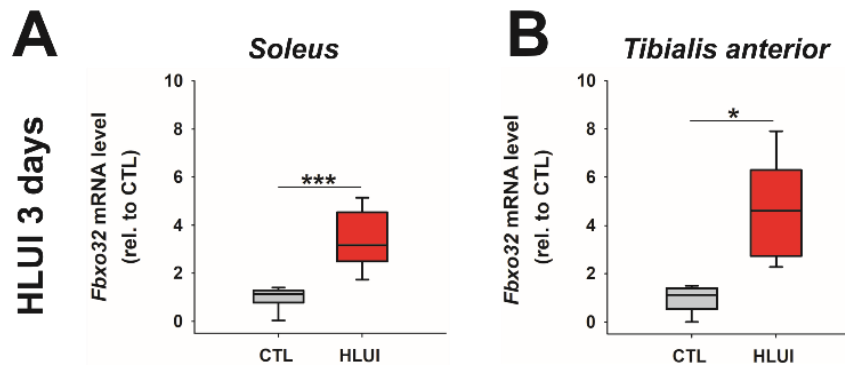 A
Soleus
HLUI 3 days
Fbxo32 mRNA level
(rel. to CTL)
10
8
6
4
2
0
***
CTL
HLUI
B
Tibialis anterior
Fbxo32 mRNA level
(rel. to CTL)
10
8
6
4
2
0
*
CTL
HLUI